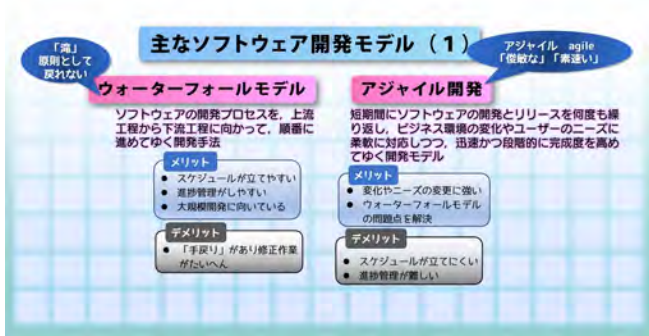 主なソフトウェア開発モデル（１）
「滝」
原則として
戻れない
アジャイル　agile
「俊敏な」「素速い」
ウォーターフォールモデル
ソフトウェアの開発プロセスを，上流
工程から下流工程に向かって，順番に
進めてゆく開発手法
メリット
● スケジュールが立てやすい
● 進捗管理がしやすい
● 大規模開発に向いている
デメリット
● 「手戻り」があり修正作業
がたいへん
アジャイル開発
短期間にソフトウェアの開発とリリースを何度も繰
り返し，ビジネス環境の変化やユーザーのニーズに
柔軟に対応しつつ，迅速かつ段階的に完成度を高め
てゆく開発モデル
メリット
● 変化やニーズの変更に強い
● ウォーターフォールモデル
の問題点を解決
デメリット
● スケジュールが立てにくい
● 進捗管理が難しい